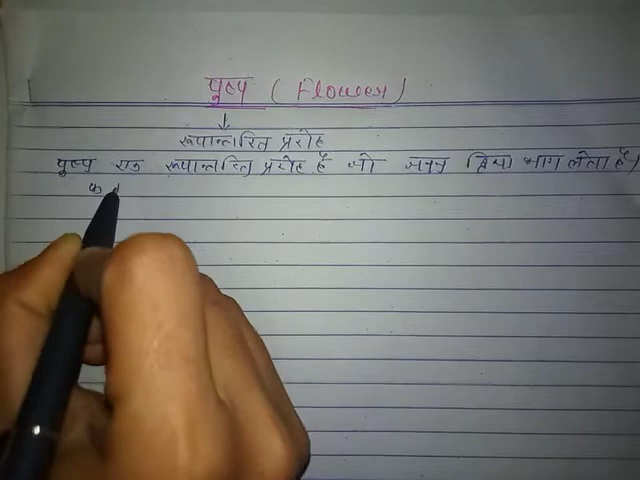 पुष्प ( Flower )
↓
रूपान्तरित प्ररोह
पुष्प एक रूपान्तरित प्ररोह है जो जनन क्रिया भाग लेता है।